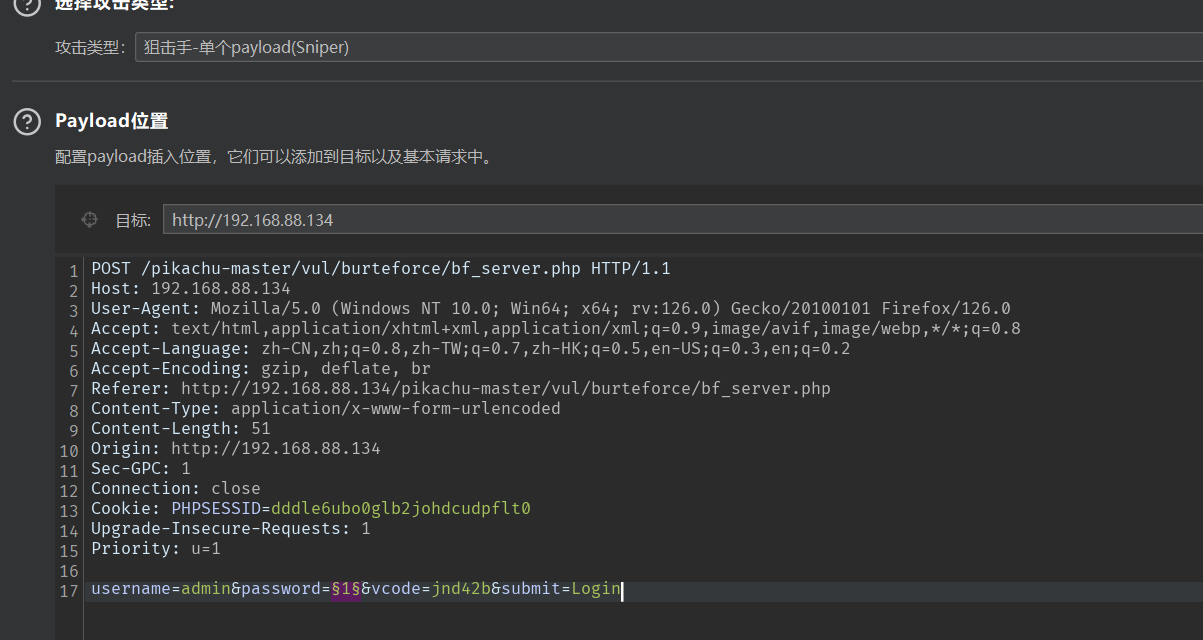 选择攻击类型:
攻击类型: 狙击手-单个payload(Sniper)
Payload位置
配置payload插入位置，它们可以添加到目标以及基本请求中。
目标: http://192.168.88.134
1 POST /pikachu-master/vul/burteforce/bf_server.php HTTP/1.1
2 Host: 192.168.88.134
3 User-Agent: Mozilla/5.0 (Windows NT 10.0; Win64; x64; rv:126.0) Gecko/20100101 Firefox/126.0
4 Accept: text/html,application/xhtml+xml,application/xml;q=0.9,image/avif,image/webp,*/*;q=0.8
5 Accept-Language: zh-CN,zh;q=0.8,zh-TW;q=0.7,zh-HK;q=0.5,en-US;q=0.3,en;q=0.2
6 Accept-Encoding: gzip, deflate, br
7 Referer: http://192.168.88.134/pikachu-master/vul/burteforce/bf_server.php
8 Content-Type: application/x-www-form-urlencoded
9 Content-Length: 51
10 Origin: http://192.168.88.134
11 Sec-GPC: 1
12 Connection: close
13 Cookie: PHPSESSID=dddle6ubo0glb2johdcudpflt0
14 Upgrade-Insecure-Requests: 1
15 Priority: u=1
16
17 username=admin&password=§1§&vcode=jnd42b&submit=Login